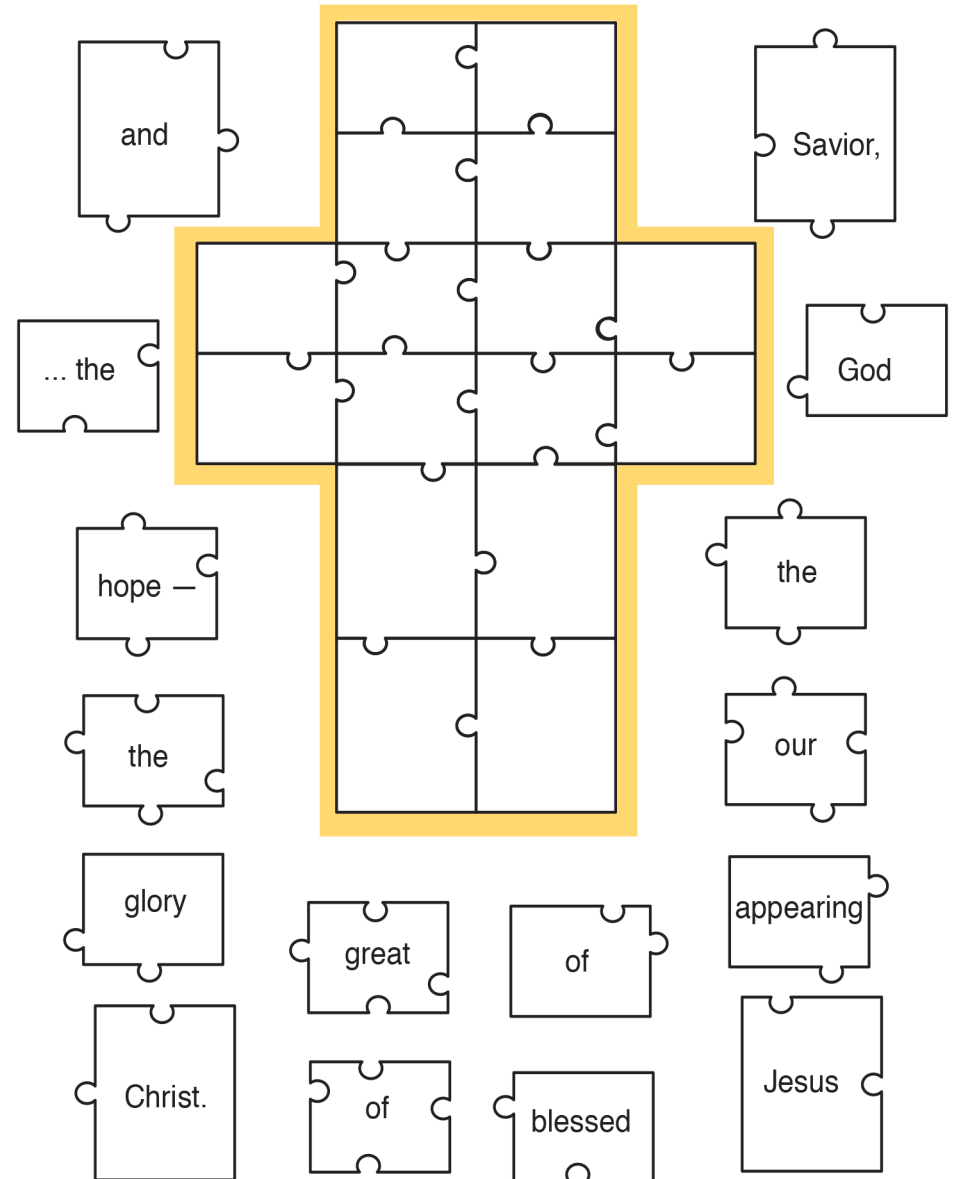 and
Savior,
... the
God
hope –
the
the
our
glory
great
of
appearing
Christ.
of
blessed
Jesus